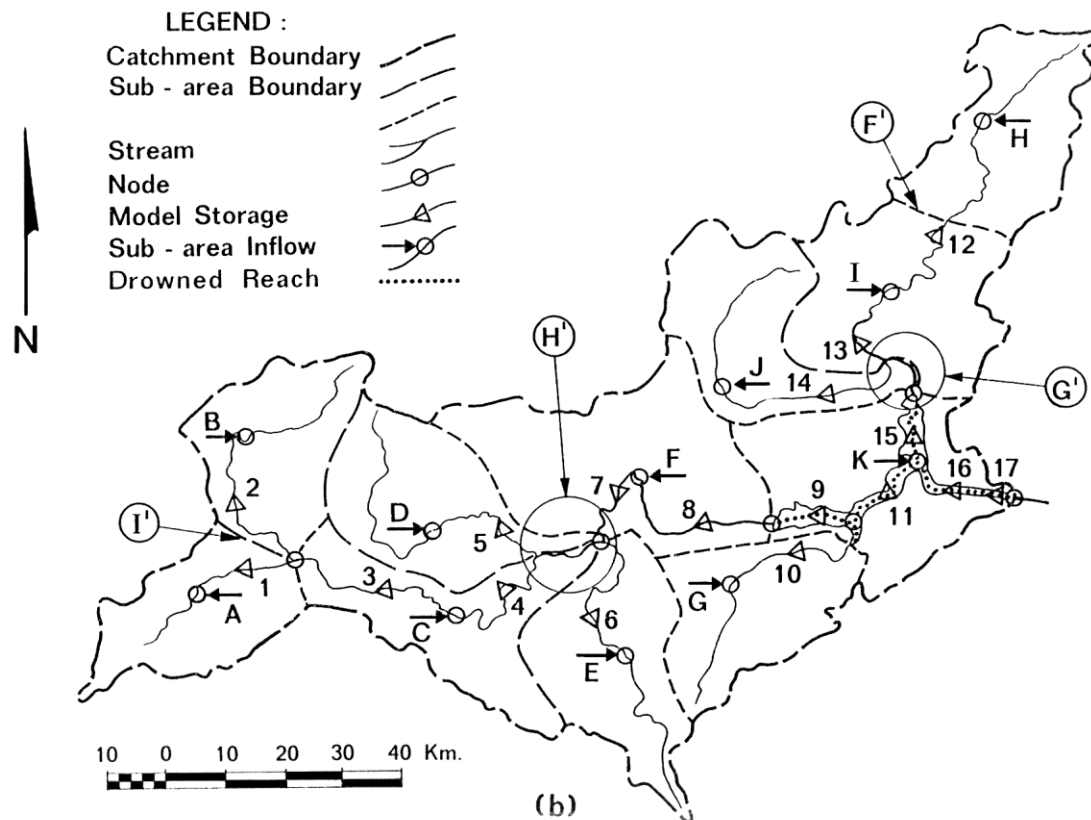 LEGEND :
Catchment Boundary
Sub - area Boundary
Stream
Node
Model Storage
Sub - area Inflow
Drowned Reach
N
F'
H
12
I
H'
13
J
14
G'
B
15
F
K
16
17
7
2
9
D
8
11
I'
5
10
1
3
4
G
A
6
C
E
10 0 10 20 30 40 Km.
(b)